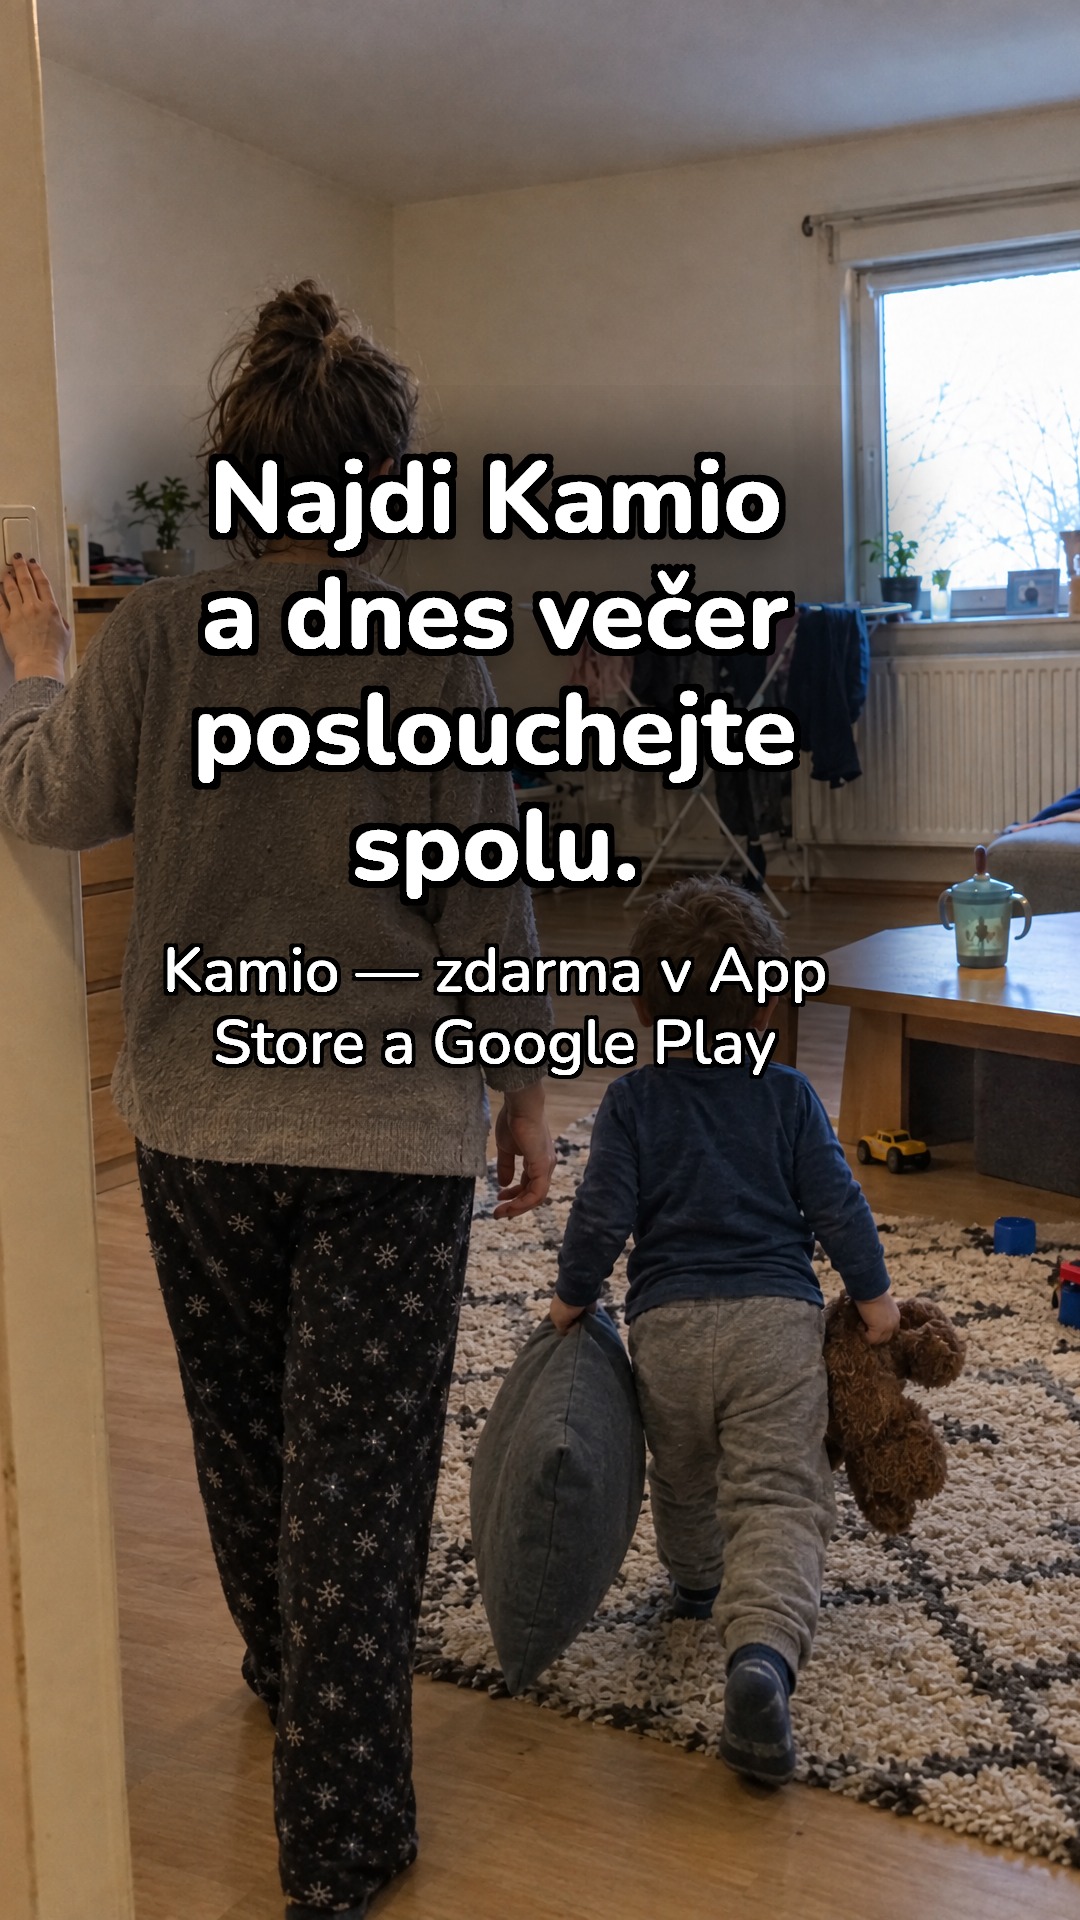 Najdi Kamio
a dnes večer
poslouchejte
spolu.
Kamio — zdarma v App
Store a Google Play